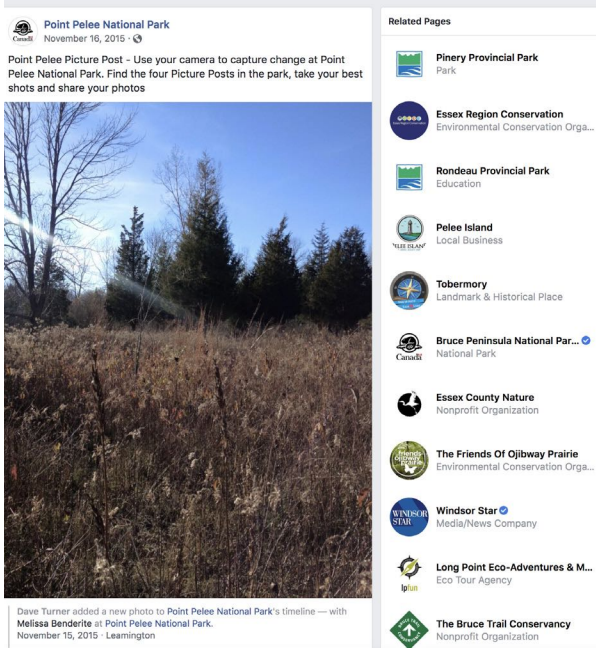 Point Pelee National Park
November 16, 2015
Point Pelee Picture Post - Use your camera to capture change at Point
Pelee National Park. Find the four Picture Posts in the park, take your best
shots and share your photos
Dave Turner added a new photo to Point Pelee National Park's timeline — with
Melissa Benderite at Point Pelee National Park.
November 15, 2015 · Leamington
Related Pages
Pinery Provincial Park
Park
Essex Region Conservation
Environmental Conservation Orga...
Rondeau Provincial Park
Education
PELEE ISLAND
Pelee Island
Local Business
Tobermory
Landmark & Historical Place
Canada
Bruce Peninsula National Par...
National Park
Essex County Nature
Nonprofit Organization
friends
ojibway
prairie
The Friends Of Ojibway Prairie
Environmental Conservation Orga...
WINDSOR
STAR
Windsor Star
Media/News Company
lpfun
Long Point Eco-Adventures & M...
Eco Tour Agency
The Bruce Trail Conservancy
Nonprofit Organization